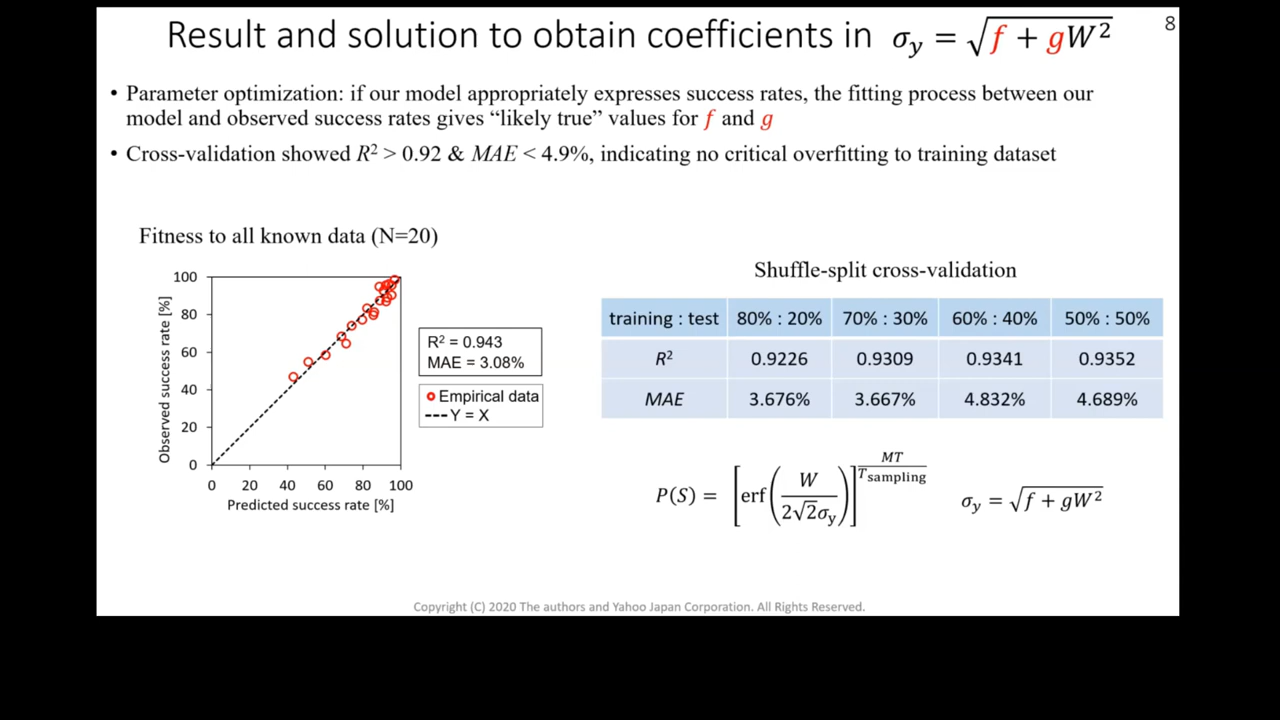 Result and solution to obtain coefficients in σy = √f + gW²
8
• Parameter optimization: if our model appropriately expresses success rates, the fitting process between our
model and observed success rates gives “likely true” values for f and g
• Cross-validation showed R² > 0.92 & MAE < 4.9%, indicating no critical overfitting to training dataset
Fitness to all known data (N=20)
100
80
60
40
20
0
Observed success rate [%]
0 20 40 60 80 100
Predicted success rate [%]
R² = 0.943
MAE = 3.08%
Empirical data
Y = X
Shuffle-split cross-validation
training : test 80% : 20% 70% : 30% 60% : 40% 50% : 50%
R² 0.9226 0.9309 0.9341 0.9352
MAE 3.676% 3.667% 4.832% 4.689%
P(S) = [erf(W/(2√2σy))]^(MT/Tsampling) σy = √f + gW²
Copyright (C) 2020 The authors and Yahoo Japan Corporation. All Rights Reserved.